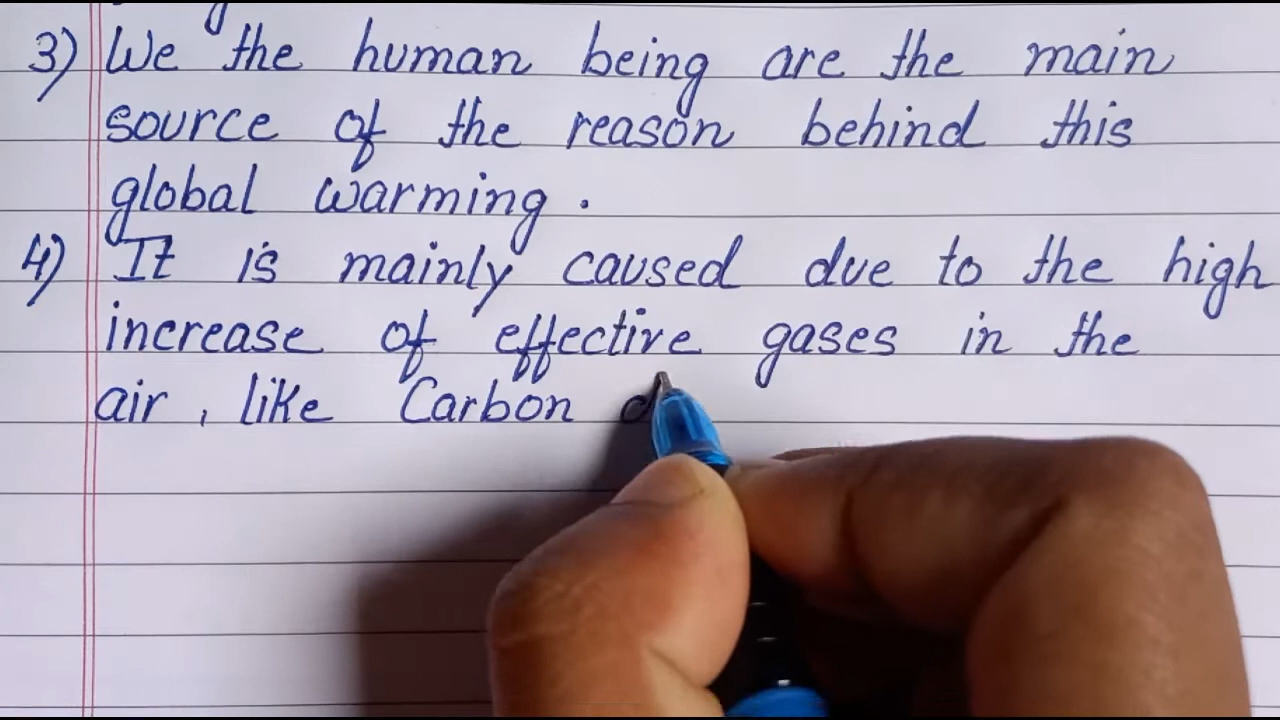 3) We the human being are the main
source of the reason behind this
global warming.
4) It is mainly caused due to the high
increase of effective gases in the
air, like Carbon d